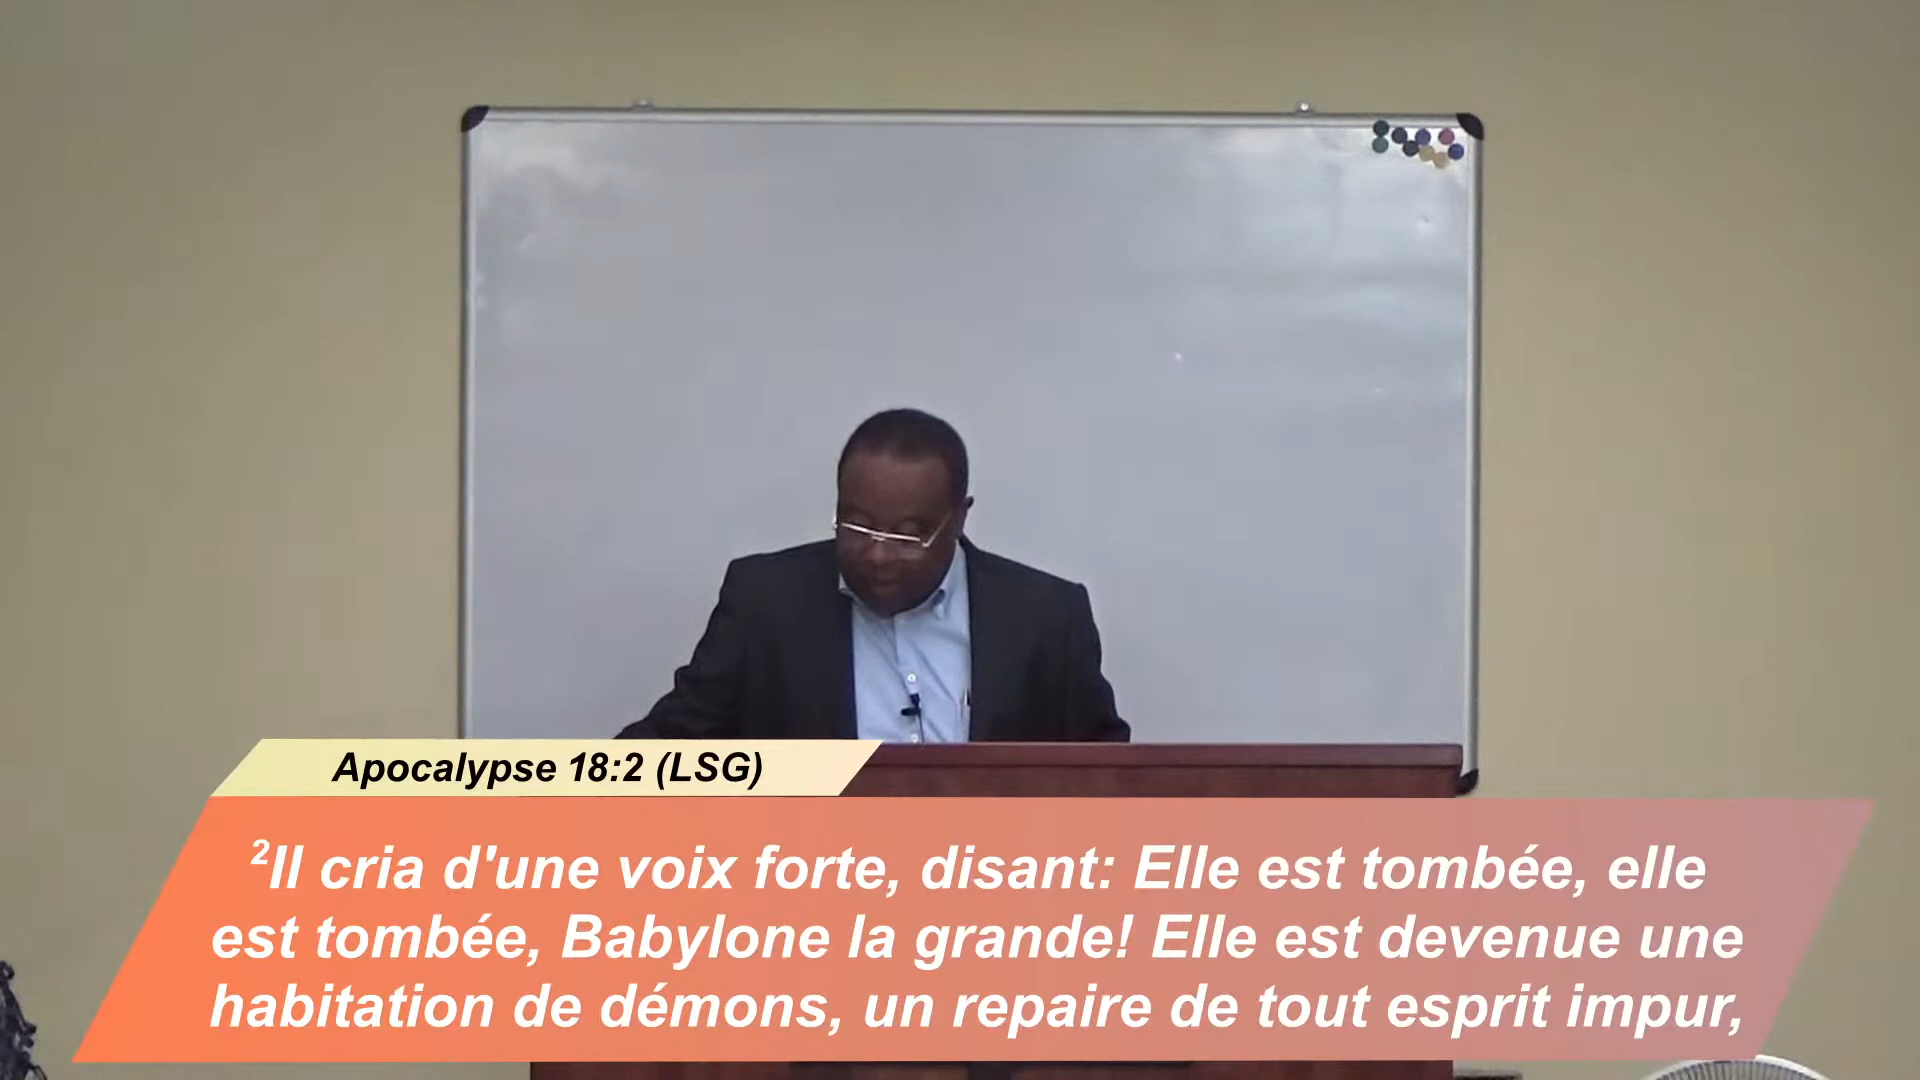 Apocalypse 18:2 (LSG)
²Il cria d'une voix forte, disant: Elle est tombée, elle
est tombée, Babylone la grande! Elle est devenue une
habitation de démons, un repaire de tout esprit impur,